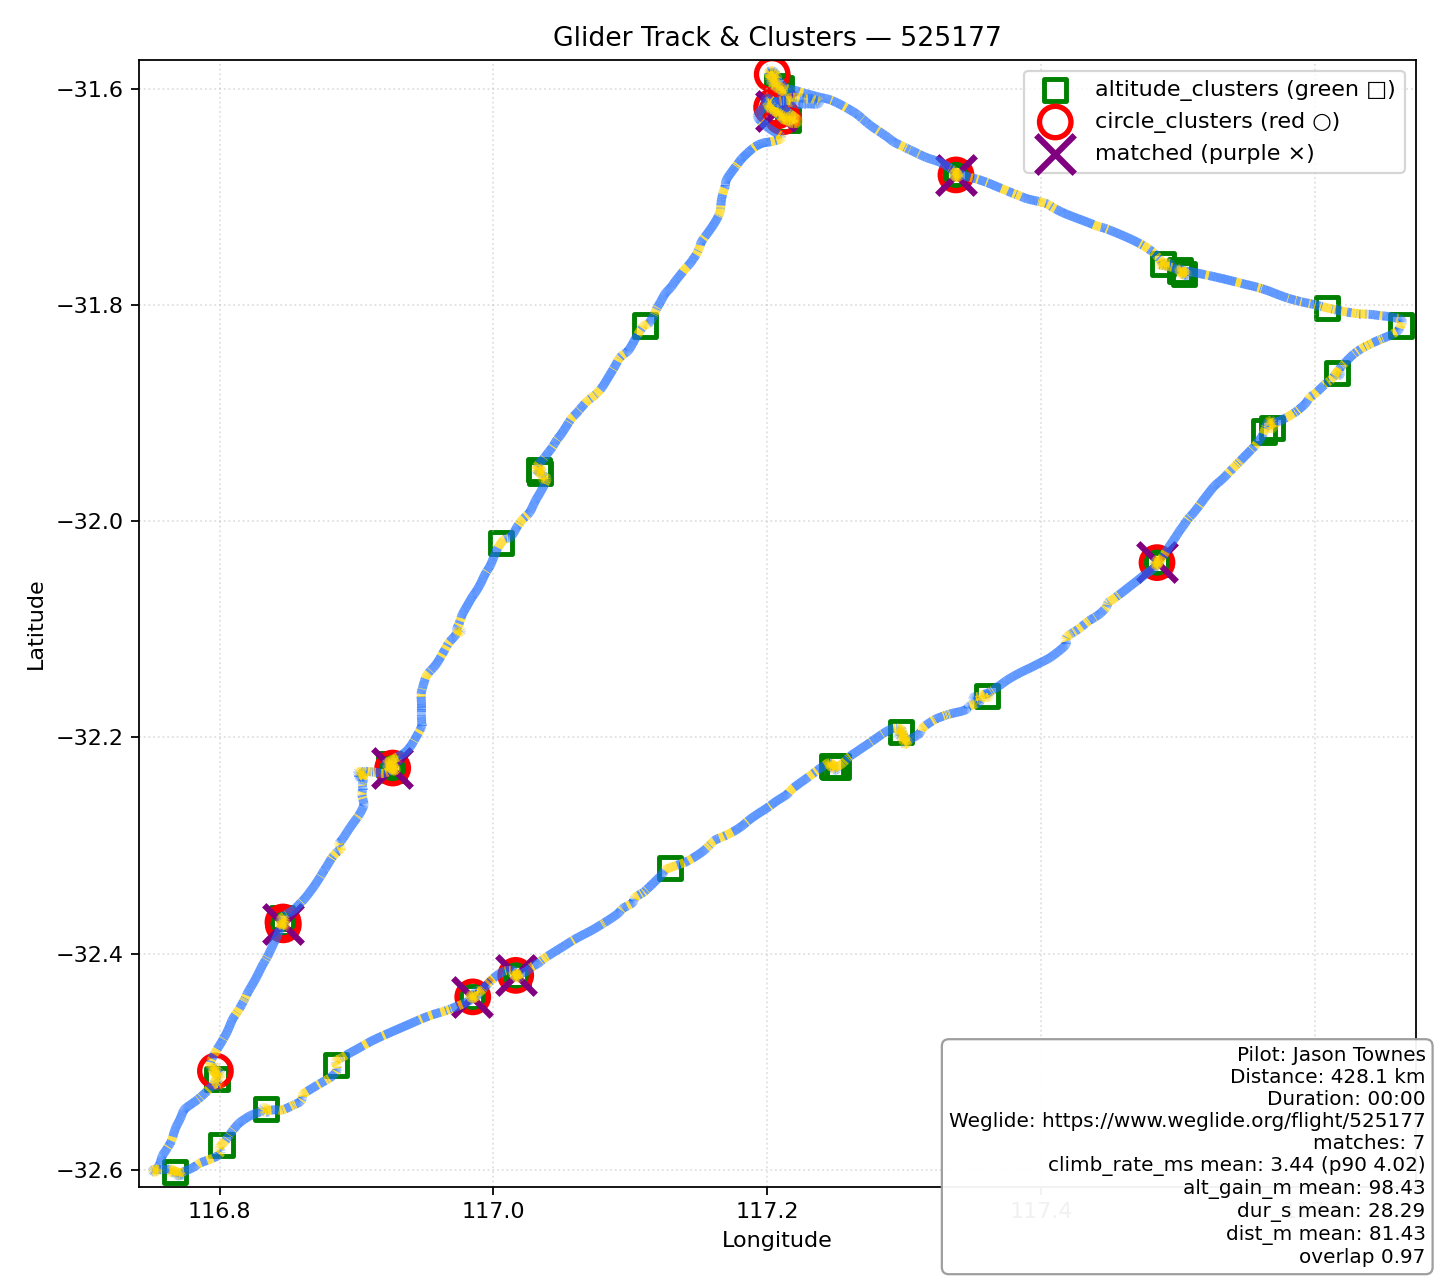 Glider Track & Clusters — 525177
altitude_clusters (green □)
circle_clusters (red ○)
matched (purple ×)
−31.6
−31.8
−32.0
−32.2
−32.4
−32.6
Latitude
116.8
117.0
117.2
117.4
Longitude
Pilot: Jason Townes
Distance: 428.1 km
Duration: 00:00
Weglide: https://www.weglide.org/flight/525177
matches: 7
climb_rate_ms mean: 3.44 (p90 4.02)
alt_gain_m mean: 98.43
dur_s mean: 28.29
dist_m mean: 81.43
overlap 0.97